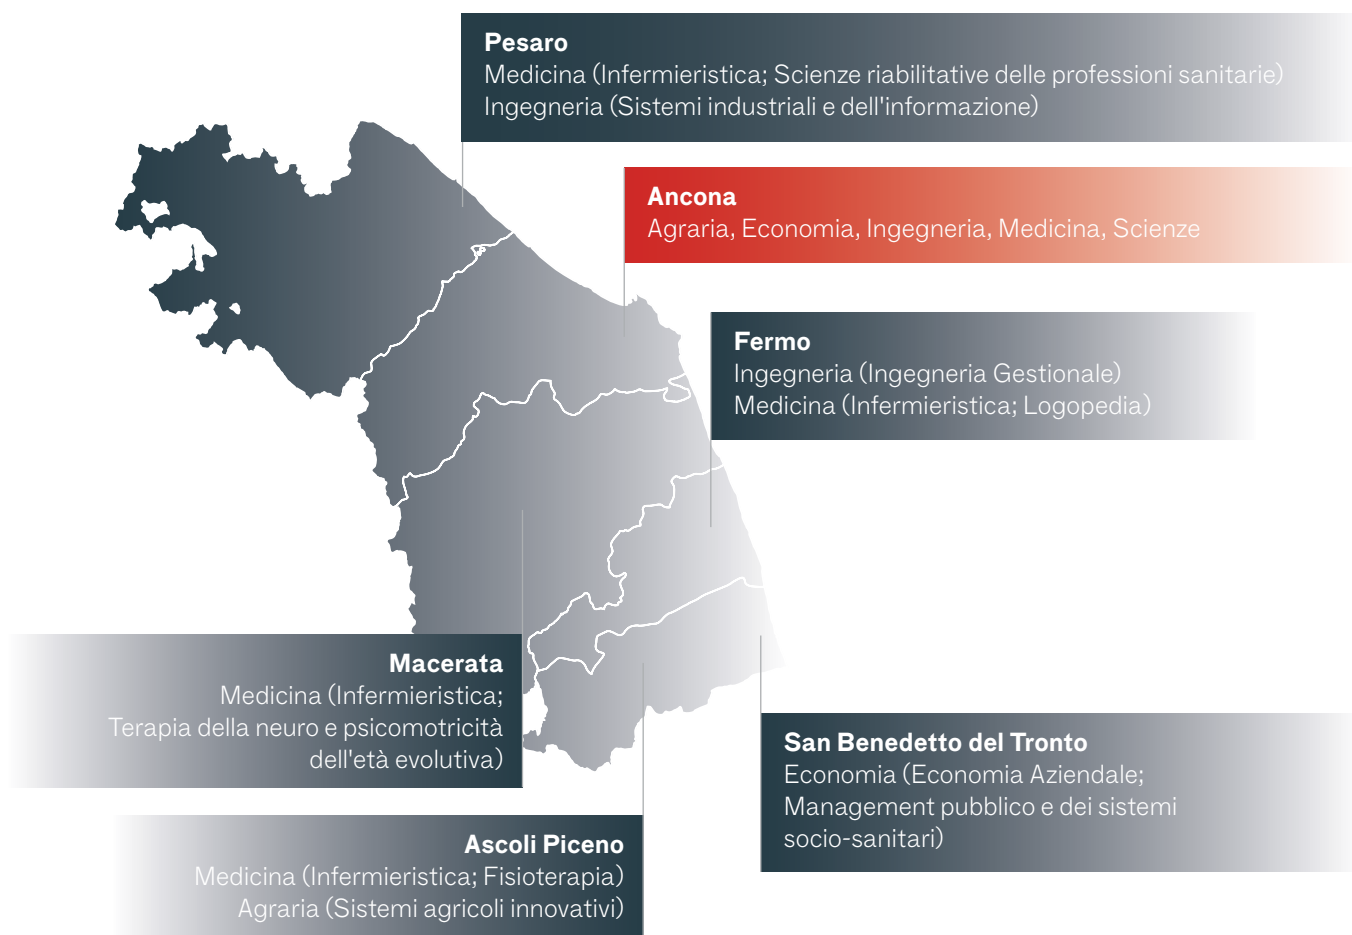 Pesaro
Medicina (Infermieristica; Scienze riabilitative delle professioni sanitarie)
Ingegneria (Sistemi industriali e dell'informazione)
Ancona
Agraria, Economia, Ingegneria, Medicina, Scienze
Fermo
Ingegneria (Ingegneria Gestionale)
Medicina (Infermieristica; Logopedia)
Macerata
Medicina (Infermieristica;
Terapia della neuro e psicomotricità
dell'età evolutiva)
San Benedetto del Tronto
Economia (Economia Aziendale;
Management pubblico e dei sistemi
socio-sanitari)
Ascoli Piceno
Medicina (Infermieristica; Fisioterapia)
Agraria (Sistemi agricoli innovativi)